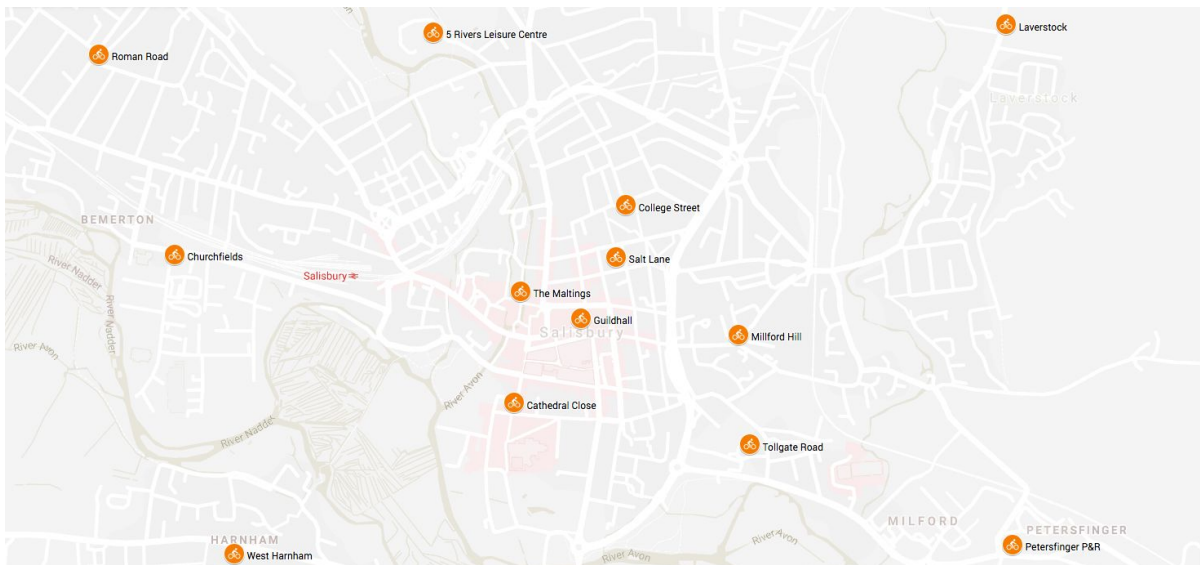 Laverstock
5 Rivers Leisure Centre
Roman Road
Laverstock
College Street
BEMERTON
Churchfields
Salt Lane
River Nadder
Salisbury
The Maltings
River Nadder
Guildhall
Salisbury
Millford Hill
River Avon
River Avon
River Avon
Cathedral Close
River Nadder
Tollgate Road
MILFORD
PETERSFINGER
HARNHAM
River Avon
River Avon
Petersfinger P&R
West Harnham